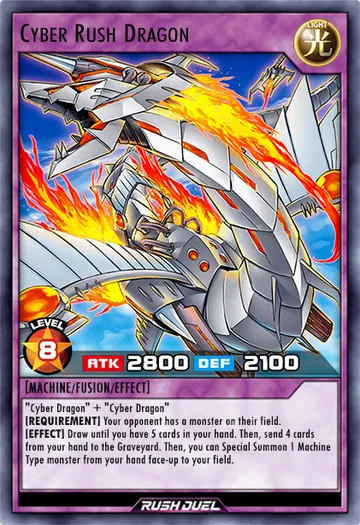 CYBER RUSH DRAGON
LIGHT
光
LEVEL
8
ATK 2800 DEF 2100
[MACHINE/FUSION/EFFECT]
"Cyber Dragon" + "Cyber Dragon"
[REQUIREMENT] Your opponent has a monster on their field.
[EFFECT] Draw until you have 5 cards in your hand. Then, send 4 cards
from your hand to the Graveyard. Then, you can Special Summon 1 Machine
Type monster from your hand face-up to your field.
RUSH DUEL